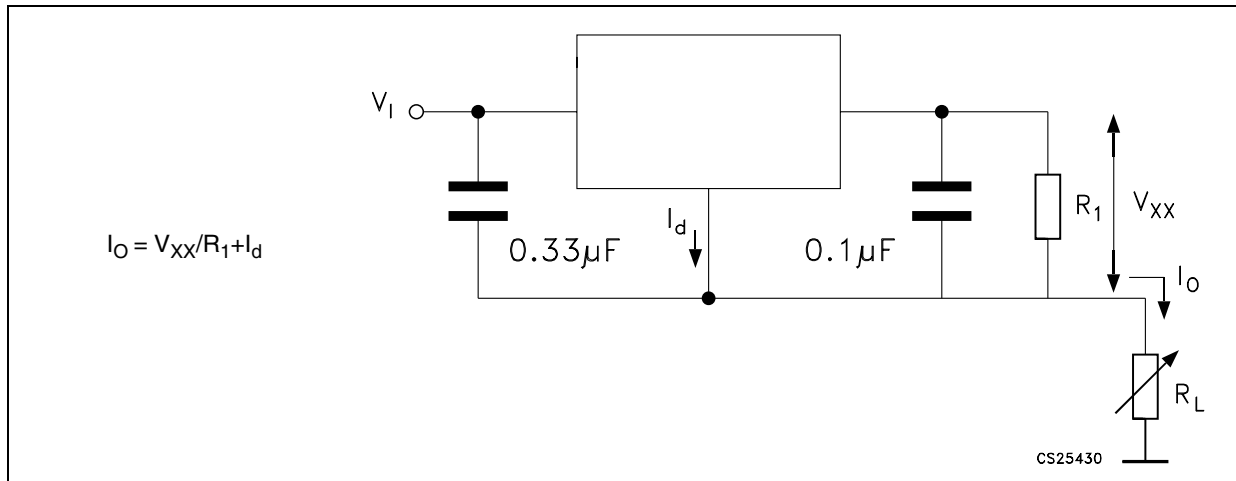 V_I
I_d
0.33µF
0.1µF
R_1
V_XX
I_O = V_XX/R_1+I_d
I_O
R_L
CS25430